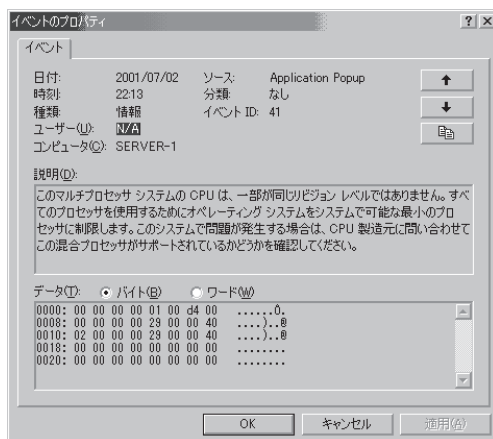 イベントのプロパティ
イベント
日付: 2001/07/02 ソース: Application Popup
時刻: 22:13 分類: なし
種類: 情報 イベント ID: 41
ユーザー(U): N/A
コンピュータ(C): SERVER-1
説明(D):
このマルチプロセッサ システムの CPU は、一部が同じリビジョン レベルではありません。すべ
てのプロセッサを使用するためにオペレーティング システムをシステムで可能な最小のプロ
セッサに制限します。このシステムで問題が発生する場合は、CPU 製造元に問い合わせて
この混合プロセッサがサポートされているかどうかを確認してください。
データ(T): バイト(B) ワード(W)
0000: 00 00 00 00 01 00 d4 00 ......Ô.
0008: 00 00 00 00 29 00 00 40 ....)..@
0010: 02 00 00 00 29 00 00 40 ....)..@
0018: 00 00 00 00 00 00 00 00 ........
0020: 00 00 00 00 00 00 00 00 ........
OK キャンセル 適用(A)